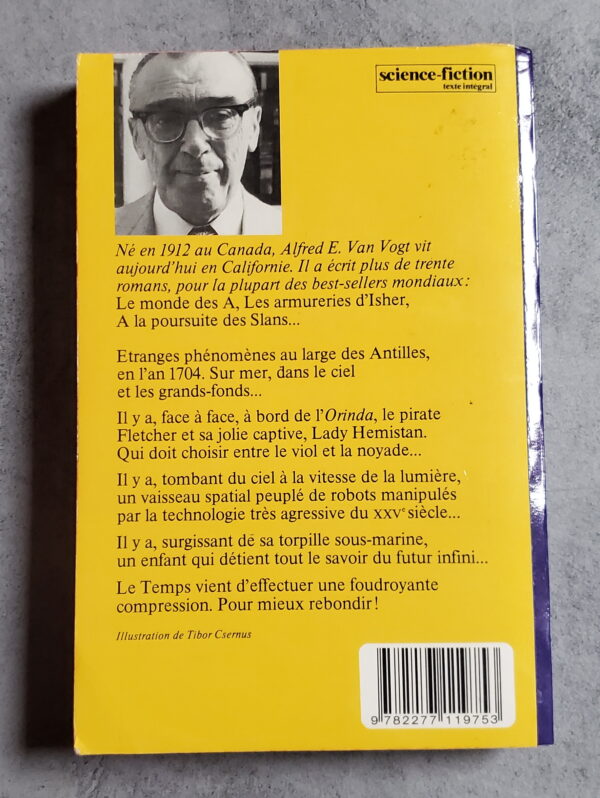 science-fiction
texte intégral
Né en 1912 au Canada, Alfred E. Van Vogt vit
aujourd'hui en Californie. Il a écrit plus de trente
romans, pour la plupart des best-sellers mondiaux :
Le monde des A, Les armureries d'Isher,
A la poursuite des Slans...
Etranges phénomènes au large des Antilles,
en l'an 1704. Sur mer, dans le ciel
et les grands-fonds...
Il y a, face à face, à bord de l'Orinda, le pirate
Fletcher et sa jolie captive, Lady Hemistan.
Qui doit choisir entre le viol et la noyade...
Il y a, tombant du ciel à la vitesse de la lumière,
un vaisseau spatial peuplé de robots manipulés
par la technologie très agressive du XXVe siècle...
Il y a, surgissant de sa torpille sous-marine,
un enfant qui détient tout le savoir du futur infini...
Le Temps vient d'effectuer une foudroyante
compression. Pour mieux rebondir !
Illustration de Tibor Csernus
9 782277 119753